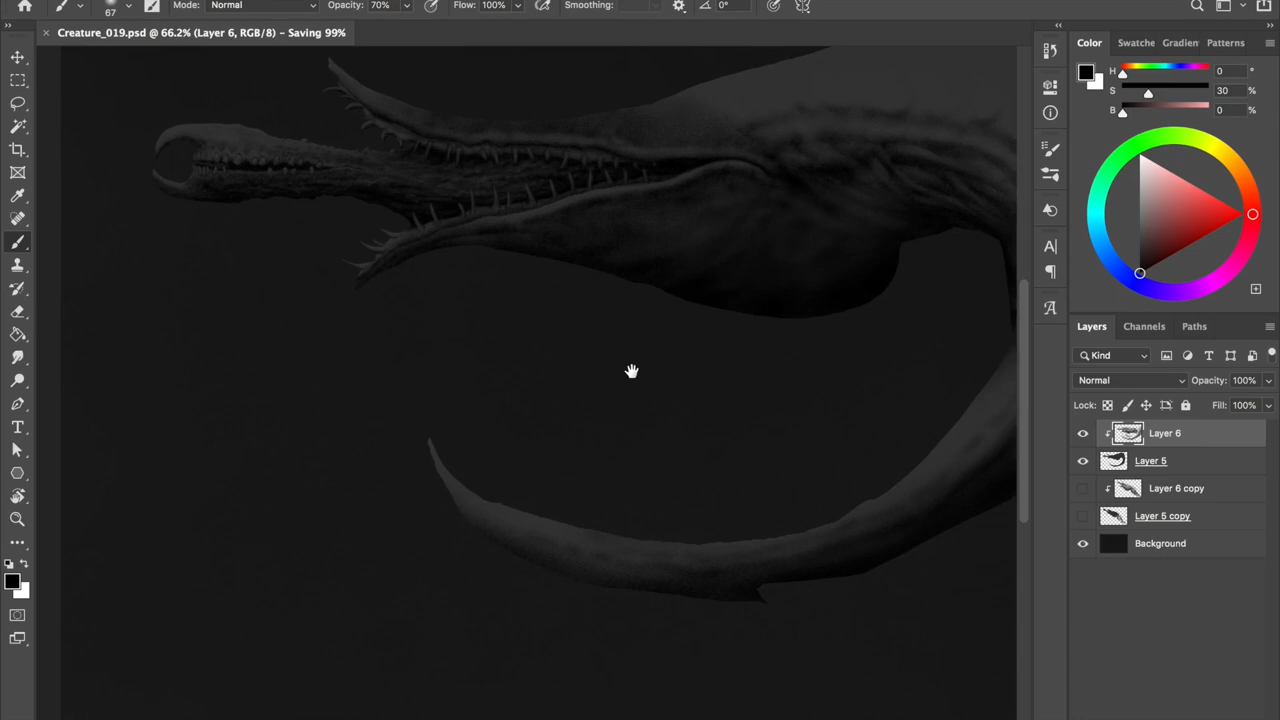 67
Mode: Normal Opacity: 70% Flow: 100% Smoothing: 0°
× Creature_019.psd @ 66.2% (Layer 6, RGB/8) – Saving 99%
Color Swatche Gradien Patterns
H 0 °
S 30 %
B 0 %
Layers Channels Paths
Kind
Normal Opacity: 100%
Lock: Fill: 100%
Layer 6
Layer 5
Layer 6 copy
Layer 5 copy
Background